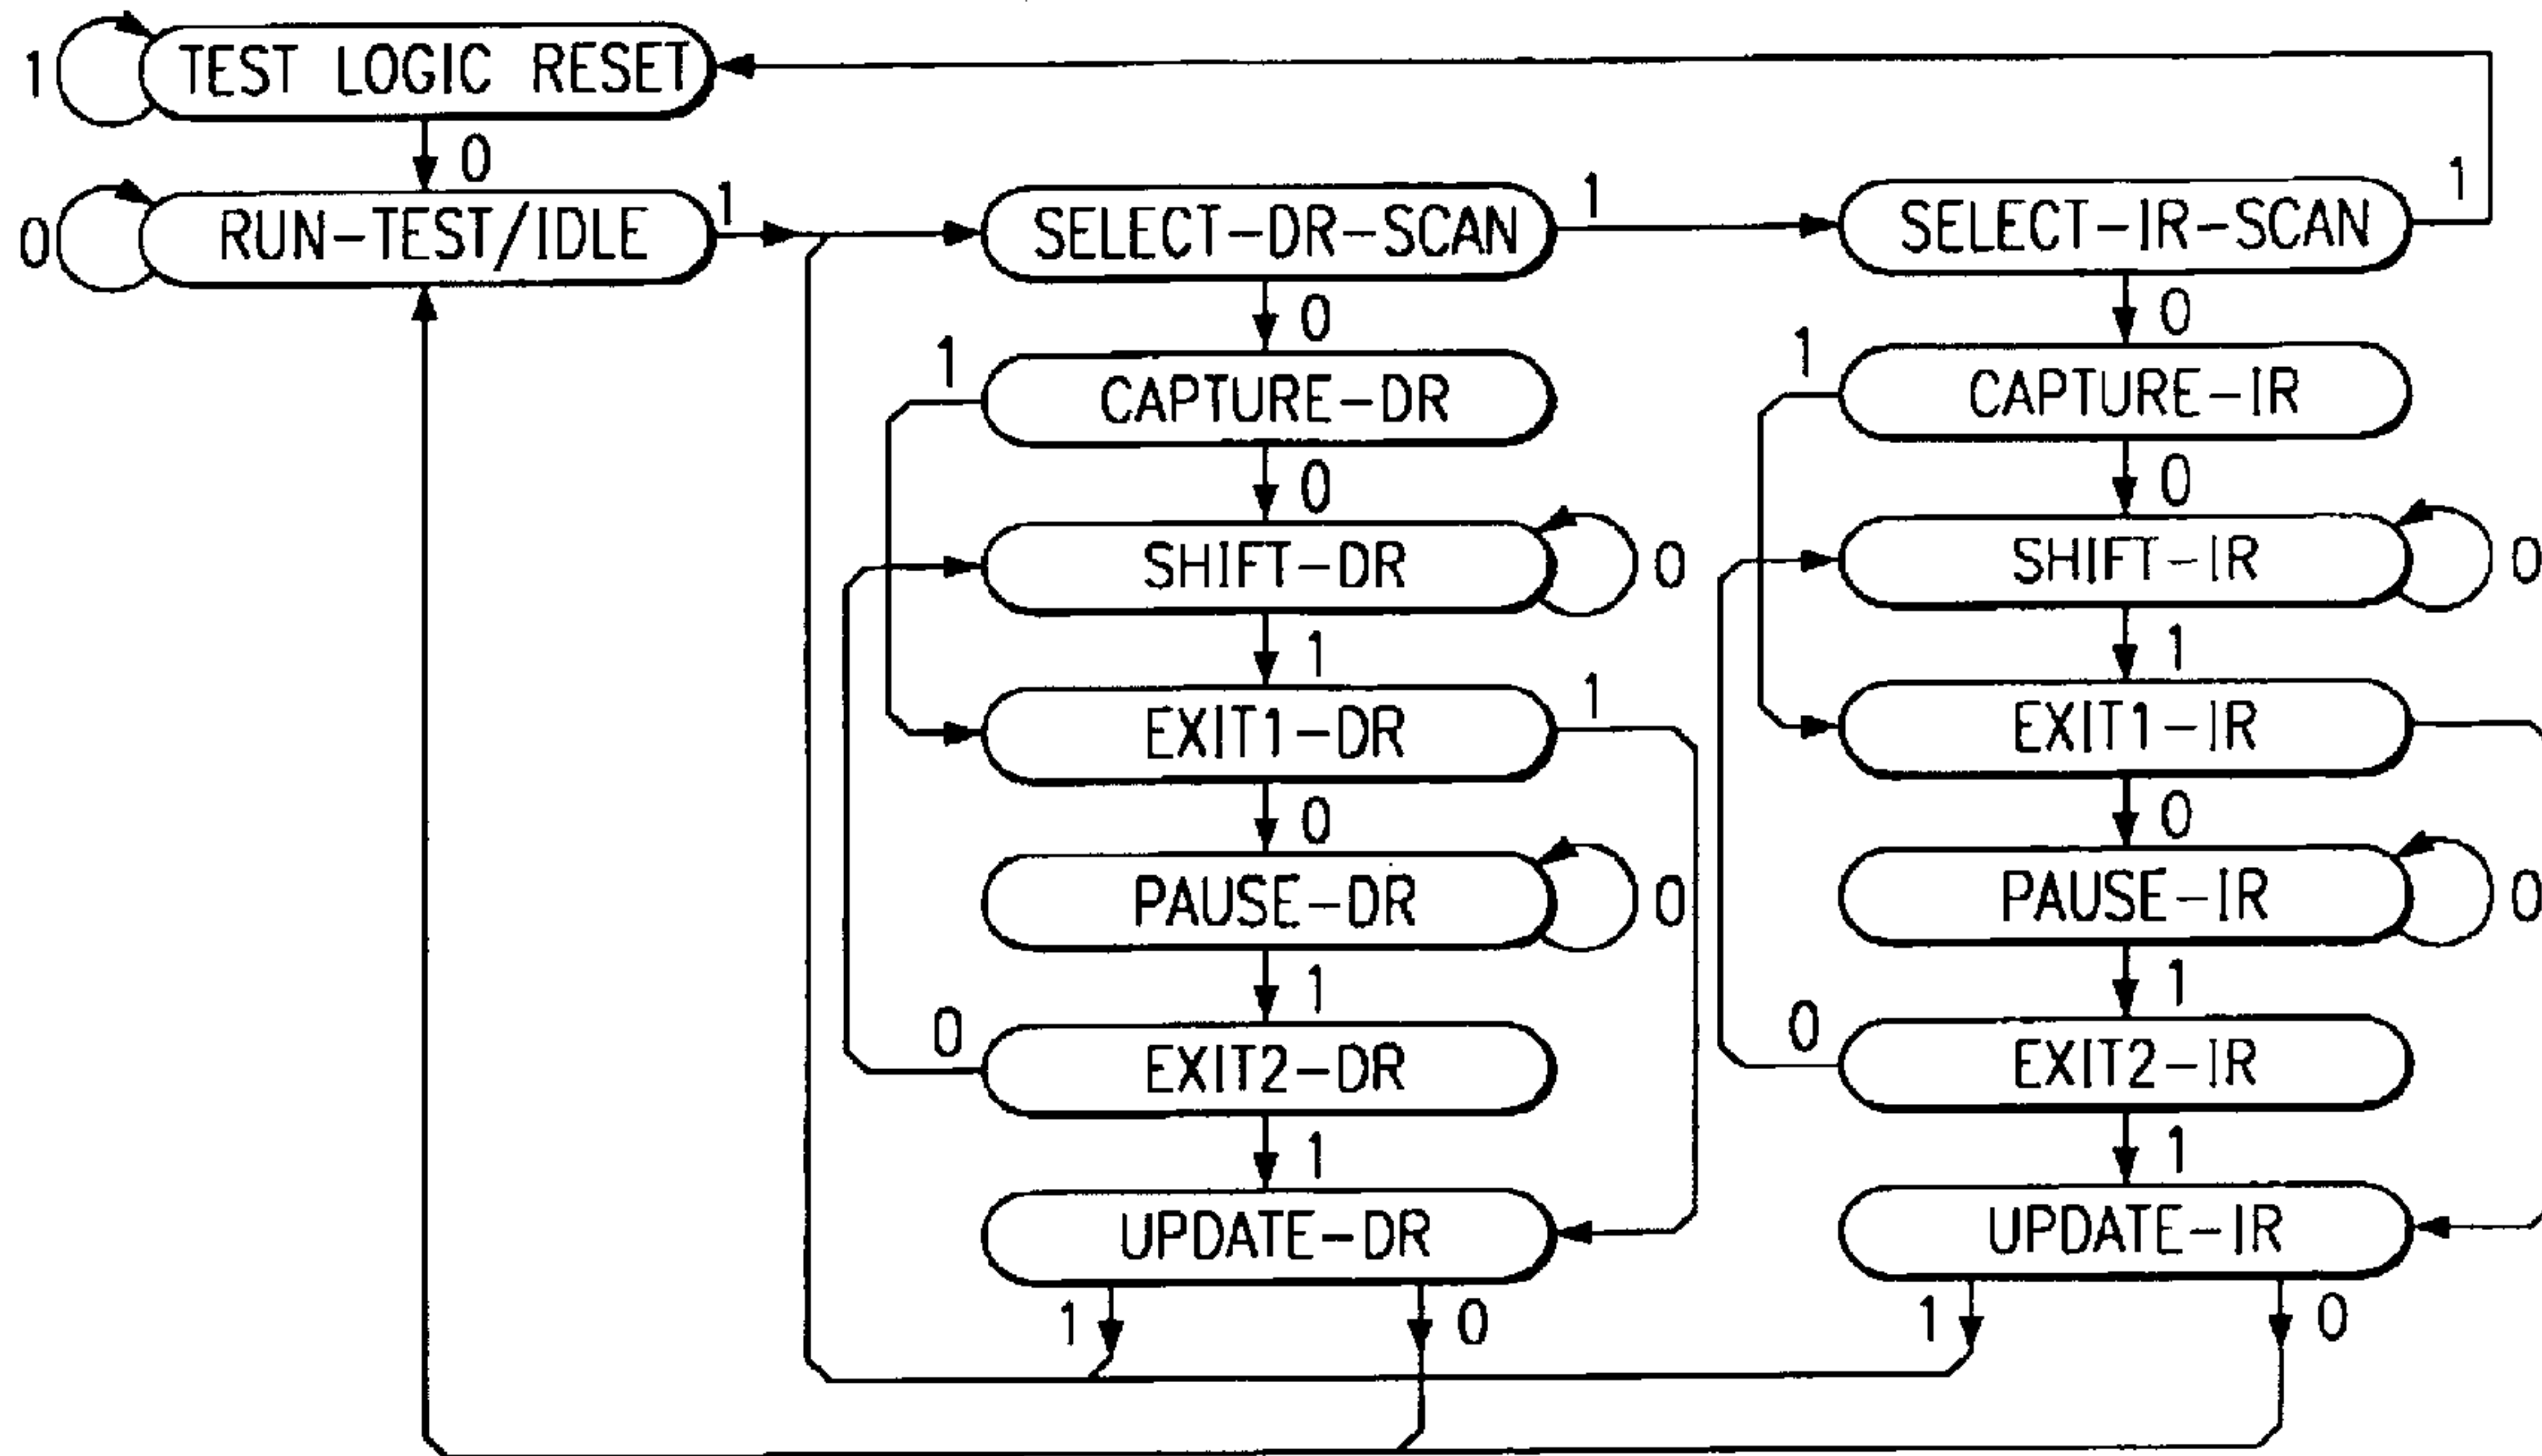 1
TEST LOGIC RESET
0
0
RUN-TEST/IDLE
1
SELECT-DR-SCAN
1
SELECT-IR-SCAN
1
0
0
1
CAPTURE-DR
1
CAPTURE-IR
0
0
SHIFT-DR
0
SHIFT-IR
0
1
1
EXIT1-DR
1
EXIT1-IR
0
0
PAUSE-DR
0
PAUSE-IR
0
1
1
0
EXIT2-DR
0
EXIT2-IR
1
1
UPDATE-DR
UPDATE-IR
1
0
1
0